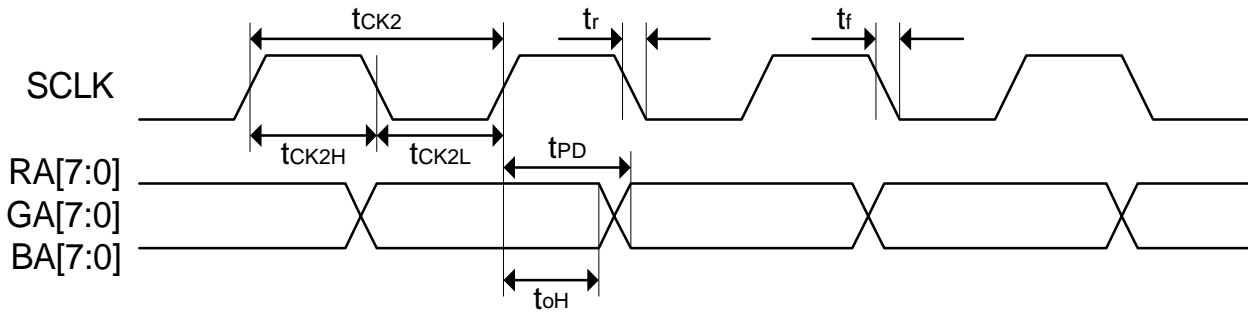 tCK2
tr
tf
SCLK
tCK2H
tCK2L
tPD
RA[7:0]
GA[7:0]
BA[7:0]
toH